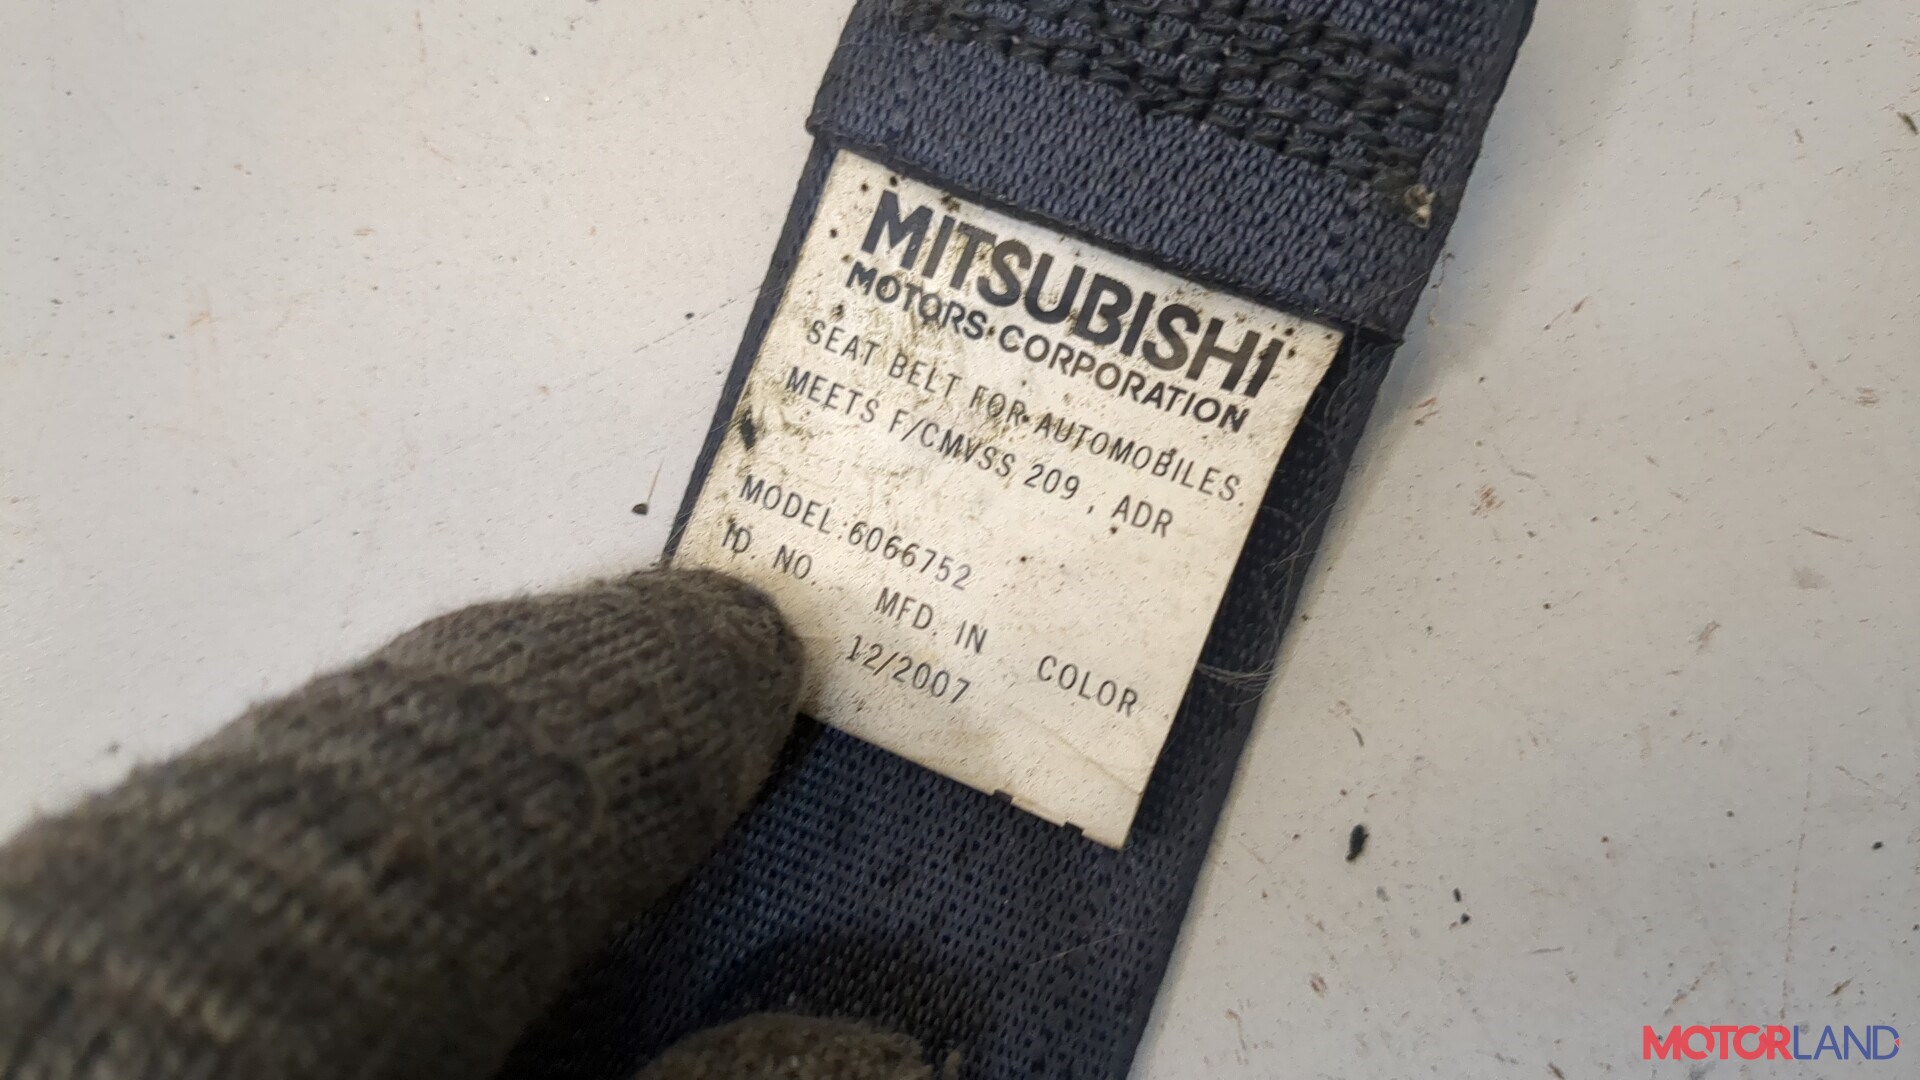 MITSUBISHI
MOTORS CORPORATION
SEAT BELT FOR AUTOMOBILES.
MEETS F/CMVSS 209 , ADR
MODEL:6066752
ID. NO. MFD. IN COLOR
12/2007
MOTORLAND